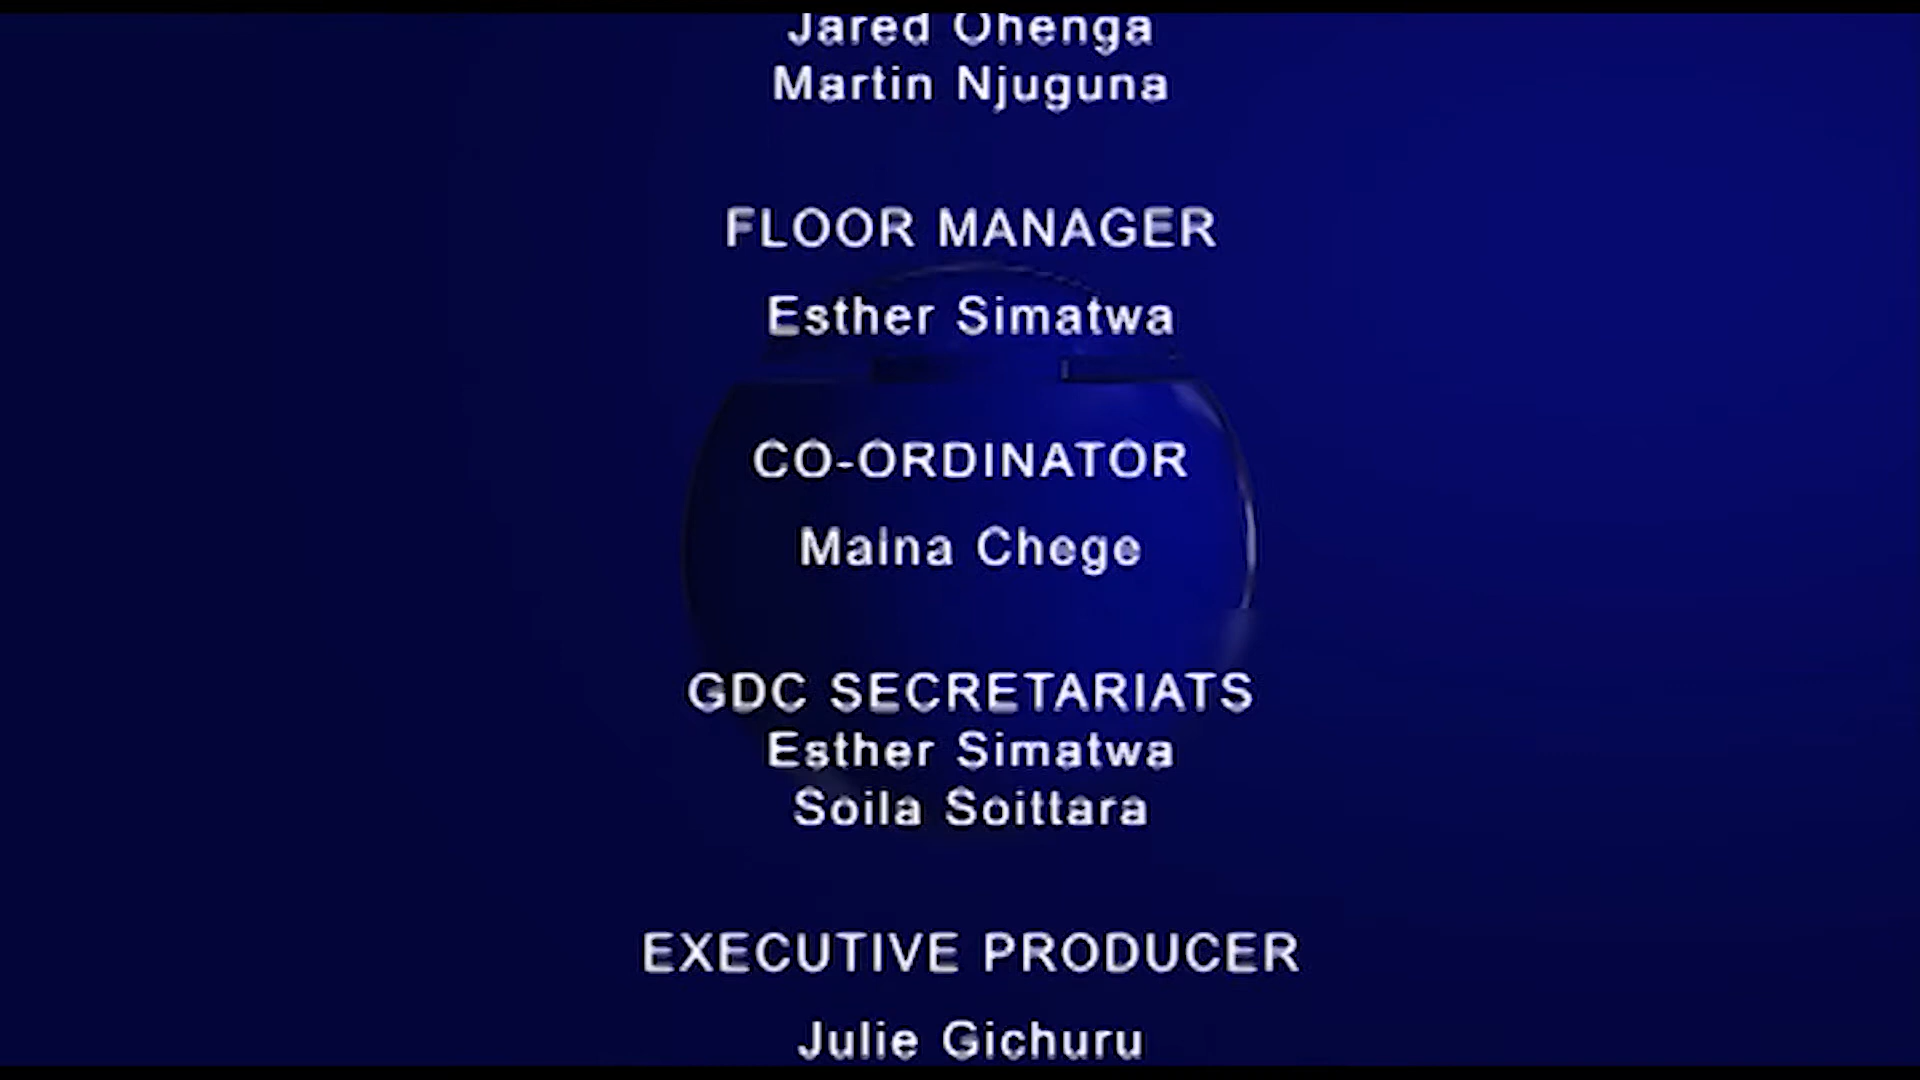 Jared Ohenga
Martin Njuguna
FLOOR MANAGER
Esther Simatwa
CO-ORDINATOR
Maina Chege
GDC SECRETARIATS
Esther Simatwa
Soila Soittara
EXECUTIVE PRODUCER
Julie Gichuru